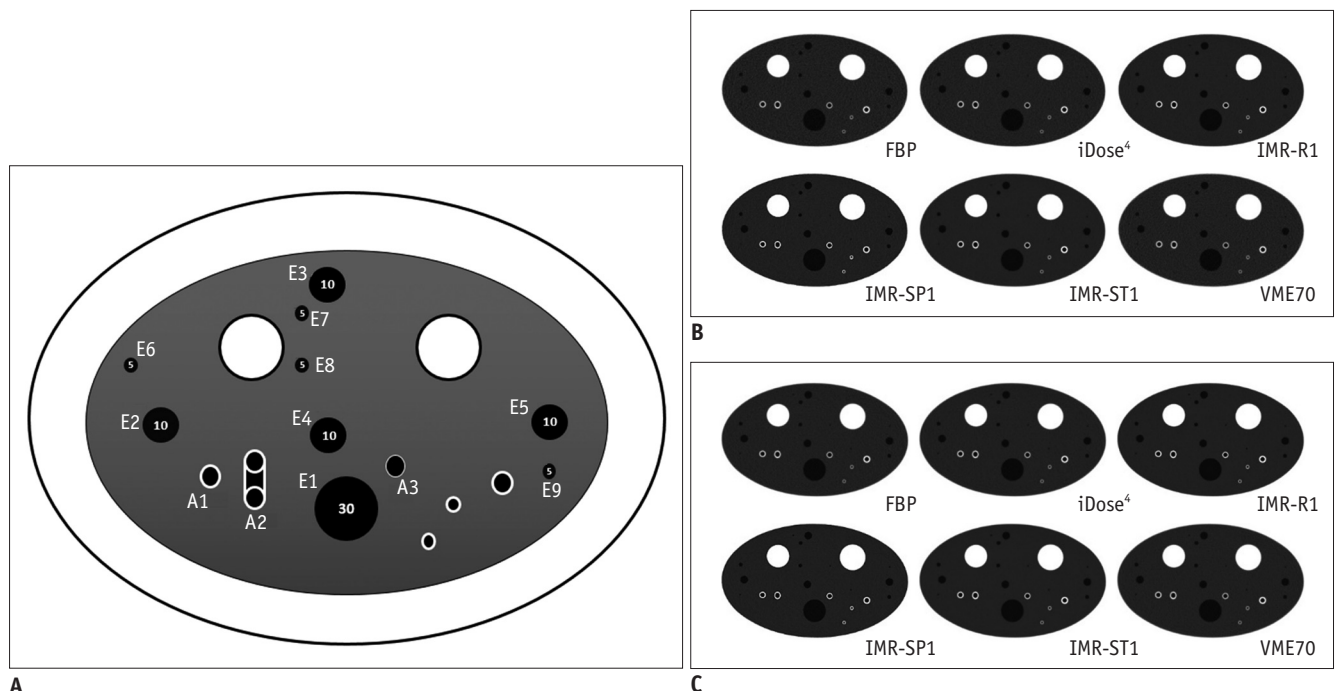 E3
10
5
E7
E6
5
5
E8
E2
10
E4
10
E5
10
A1
A2
E1
30
A3
5
E9
A
FBP
iDose⁴
IMR-R1
IMR-SP1
IMR-ST1
VME70
B
FBP
iDose⁴
IMR-R1
IMR-SP1
IMR-ST1
VME70
C